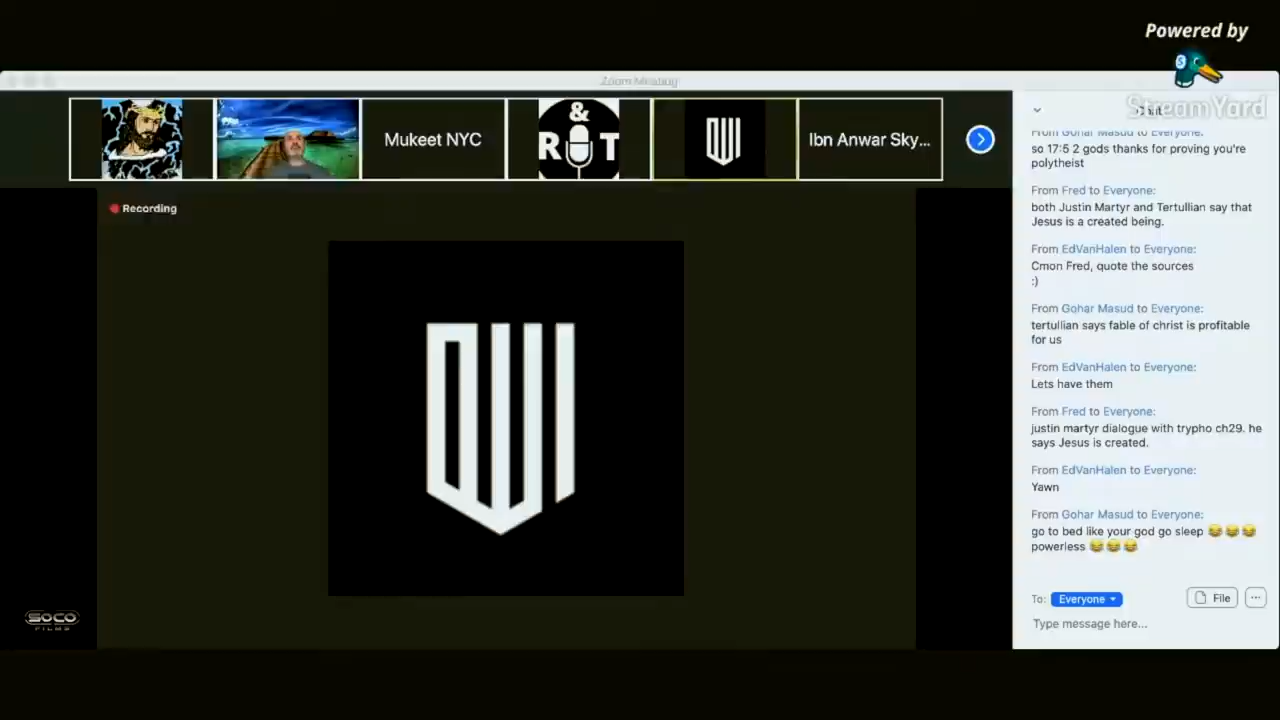 Powered by
StreamYard
Zoom Meeting
Mukeet NYC
&
R T
Ibn Anwar Sky...
Recording
SOCO
FILMS
Chat
From Gohar Masud to Everyone:
so 17:5 2 gods thanks for proving you're
polytheist
From Fred to Everyone:
both Justin Martyr and Tertullian say that
Jesus is a created being.
From EdVanHalen to Everyone:
Cmon Fred, quote the sources
:)
From Gohar Masud to Everyone:
tertullian says fable of christ is profitable
for us
From EdVanHalen to Everyone:
Lets have them
From Fred to Everyone:
justin martyr dialogue with trypho ch29. he
says Jesus is created.
From EdVanHalen to Everyone:
Yawn
From Gohar Masud to Everyone:
go to bed like your god go sleep 😂😂😂
powerless 😂😂😂
To: Everyone
File
Type message here...